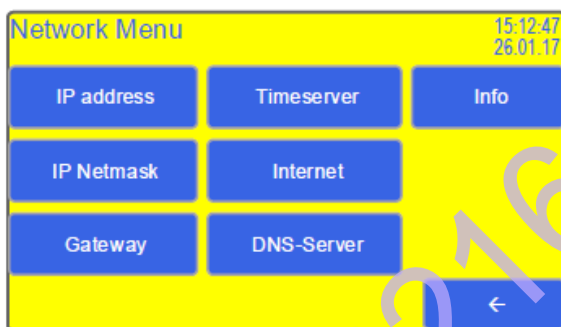 Network Menu 15:12:47
26.01.17
IP address Timeserver Info
IP Netmask Internet
Gateway DNS-Server
←